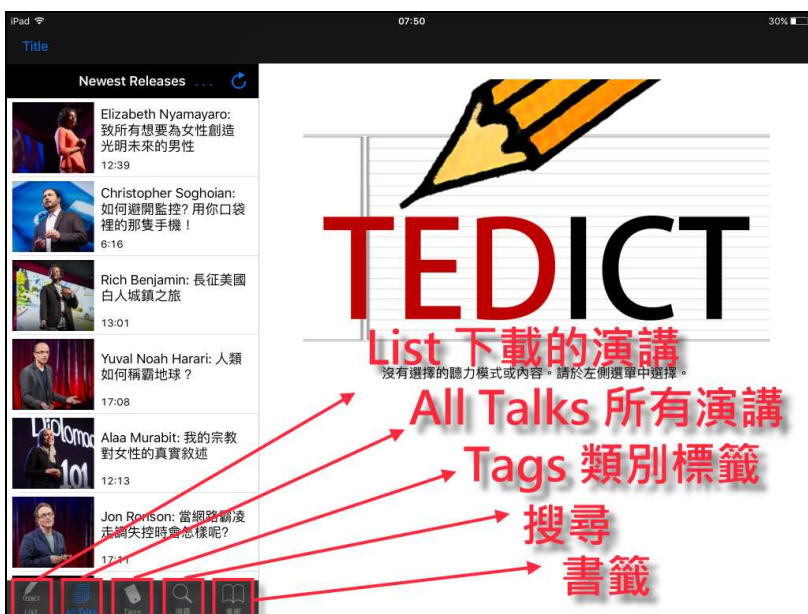 iPad
07:50
30%
Title
Newest Releases ...
Elizabeth Nyamayaro:
致所有想要為女性創造
光明未來的男性
12:39
Christopher Soghoian:
如何避開監控? 用你口袋
裡的那隻手機！
6:16
Rich Benjamin: 長征美國
白人城鎮之旅
13:01
Yuval Noah Harari: 人類
如何稱霸地球？
17:08
Alaa Murabit: 我的宗教
對女性的真實敘述
12:13
Jon Ronson: 當網路霸凌
走調失控時會怎樣呢?
17:11
Diplomac
101
TEDICT
List 下載的演講
沒有選擇的聽力模式或內容。請於左側選單中選擇。
All Talks 所有演講
Tags 類別標籤
搜尋
書籤
TEDICT
List
All Talks
Tags
搜尋
書籤